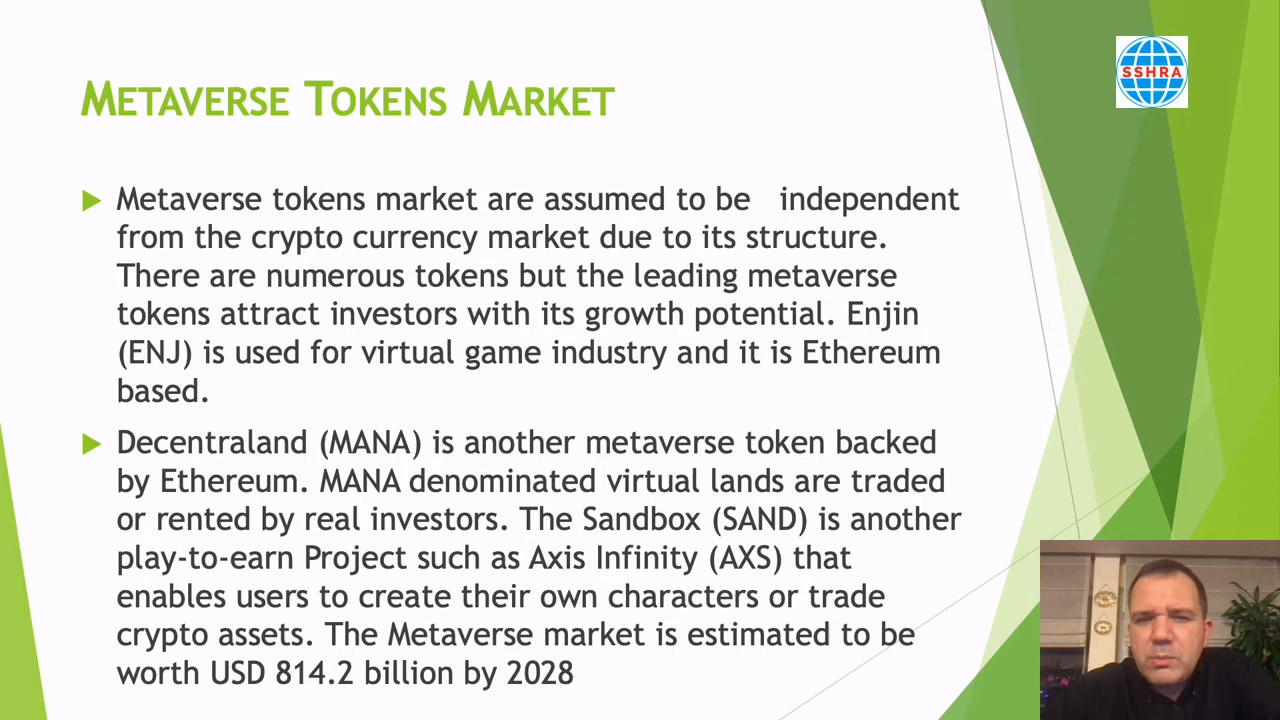 METAVERSE TOKENS MARKET
SSHRA
Metaverse tokens market are assumed to be independent
from the crypto currency market due to its structure.
There are numerous tokens but the leading metaverse
tokens attract investors with its growth potential. Enjin
(ENJ) is used for virtual game industry and it is Ethereum
based.
Decentraland (MANA) is another metaverse token backed
by Ethereum. MANA denominated virtual lands are traded
or rented by real investors. The Sandbox (SAND) is another
play-to-earn Project such as Axis Infinity (AXS) that
enables users to create their own characters or trade
crypto assets. The Metaverse market is estimated to be
worth USD 814.2 billion by 2028